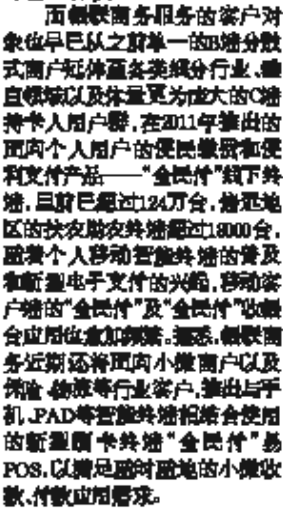 而银联商务服务的客户对
象也早已从之前单一的B端分散
式商户延伸至各类细分行业、垂
直领域以及体量更为庞大的C端
持卡人用户群,在2011年推出的
面向个人用户的便民缴费和便
利支付产品——“全民付”线下终
端,目前已超过124万台,偏远地
区的扶农助农终端超过18000台,
随着个人移动智能终端的普及
和新型电子支付的兴起,移动客
户端的“全民付”及“全民付”收银
台应用也愈加频繁。据悉,银联商
务近期还将面向小微商户以及
保险、物流等行业客户,推出与手
机、PAD等智能终端相结合使用
的新型刷卡终端“全民付”易
POS,以满足随时随地的小微收
款、付款应用需求。